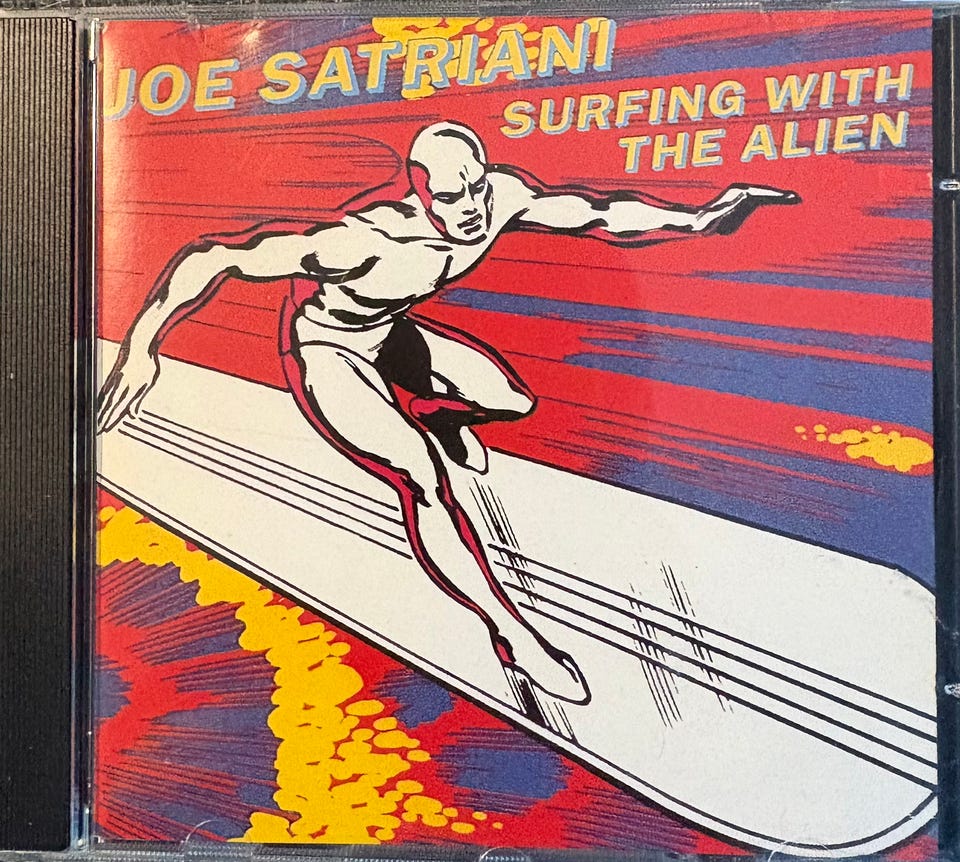 JOE SATRIANI
SURFING WITH
THE ALIEN